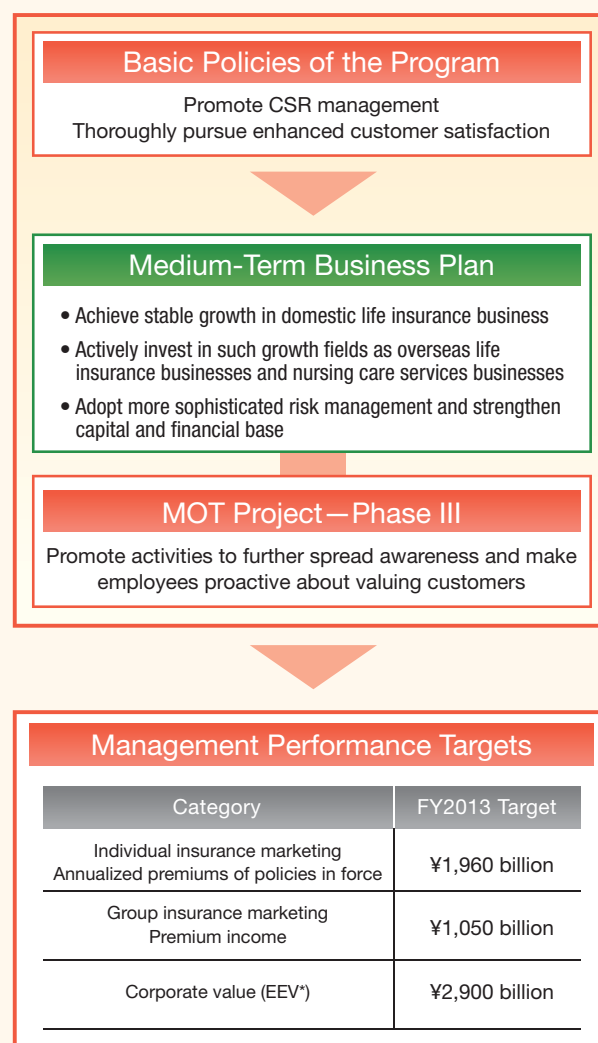 Basic Policies of the Program
Promote CSR management
Thoroughly pursue enhanced customer satisfaction
Medium-Term Business Plan
• Achieve stable growth in domestic life insurance business
• Actively invest in such growth fields as overseas life
insurance businesses and nursing care services businesses
• Adopt more sophisticated risk management and strengthen
capital and financial base
MOT Project—Phase III
Promote activities to further spread awareness and make
employees proactive about valuing customers
Management Performance Targets
Category FY2013 Target
Individual insurance marketing
Annualized premiums of policies in force ¥1,960 billion
Group insurance marketing
Premium income ¥1,050 billion
Corporate value (EEV*) ¥2,900 billion